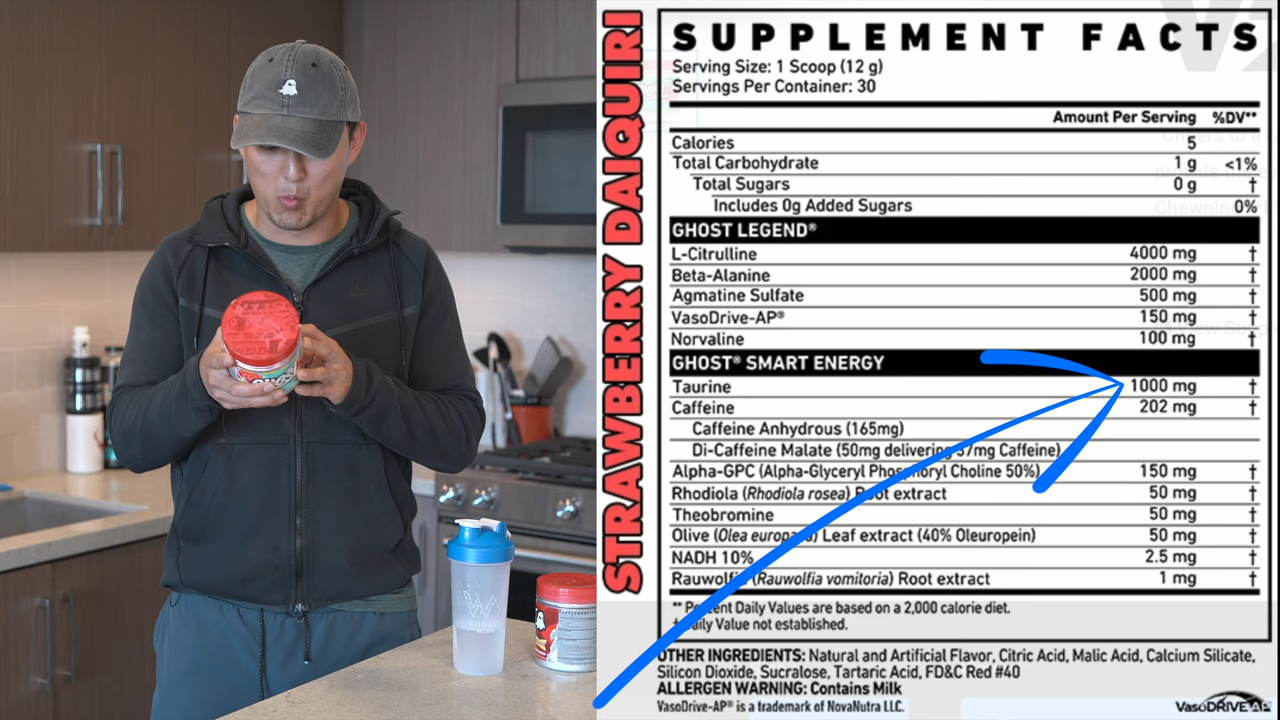 STRAWBERRY DAIQUIRI
SUPPLEMENT FACTS
Serving Size: 1 Scoop (12 g)
Servings Per Container: 30
Amount Per Serving %DV**
Calories 5
Total Carbohydrate 1 g <1%
Total Sugars 0 g †
Includes 0g Added Sugars 0%
GHOST LEGEND®
L-Citrulline 4000 mg †
Beta-Alanine 2000 mg †
Agmatine Sulfate 500 mg †
VasoDrive-AP® 150 mg †
Norvaline 100 mg †
GHOST® SMART ENERGY
Taurine 1000 mg †
Caffeine 202 mg †
Caffeine Anhydrous (165mg)
Di-Caffeine Malate (50mg delivering 37mg Caffeine)
Alpha-GPC (Alpha-Glyceryl Phosphoryl Choline 50%) 150 mg †
Rhodiola (Rhodiola rosea) Root extract 50 mg †
Theobromine 50 mg †
Olive (Olea europaea) Leaf extract (40% Oleuropein) 50 mg †
NADH 10% 2.5 mg †
Rauwolfia (Rauwolfia vomitoria) Root extract 1 mg †
** Percent Daily Values are based on a 2,000 calorie diet.
† Daily Value not established.
OTHER INGREDIENTS: Natural and Artificial Flavor, Citric Acid, Malic Acid, Calcium Silicate,
Silicon Dioxide, Sucralose, Tartaric Acid, FD&C Red #40
ALLERGEN WARNING: Contains Milk
VasoDrive-AP® is a trademark of NovaNutra LLC.
VasoDRIVE-AP
GHOST
FITNESS